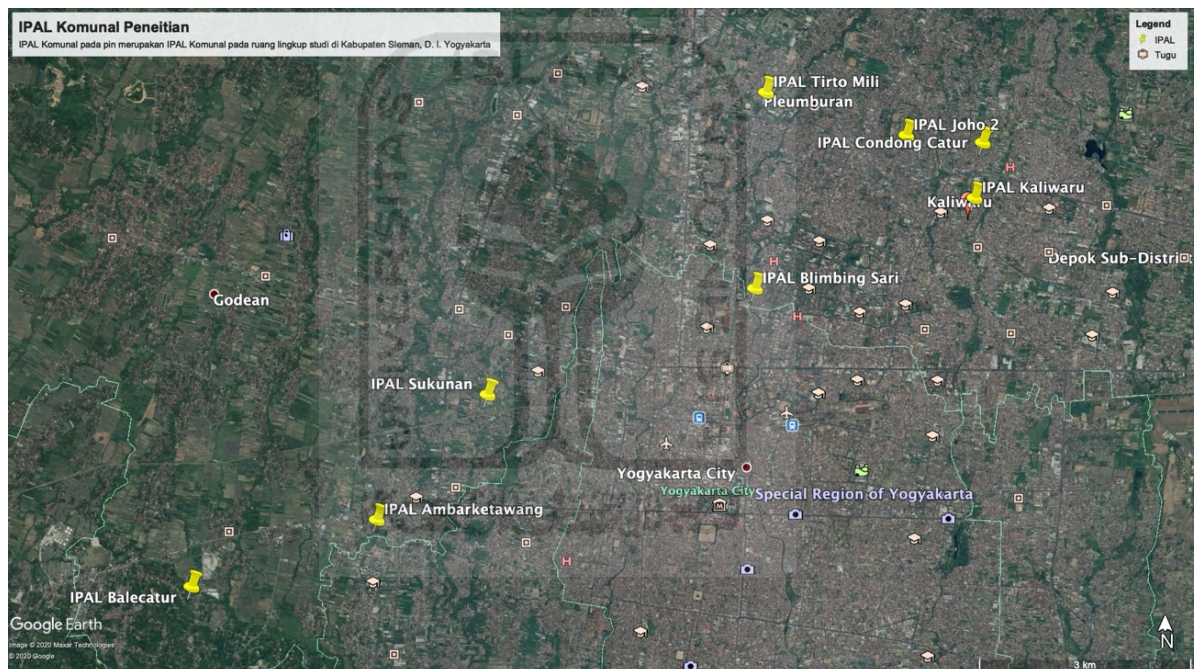 IPAL Komunal Peneitian
IPAL Komunal pada pin merupakan IPAL Komunal pada ruang lingkup studi di Kabupaten Sleman, D. I. Yogyakarta
Legend
IPAL
Tugu
IPAL Tirto Mili
Pleumburan
IPAL Joho 2
IPAL Condong Catur
IPAL Kaliwaru
Kaliwaru
Depok Sub-Distri
IPAL Blimbing Sari
Godean
IPAL Sukunan
Yogyakarta City
Yogyakarta City
Special Region of Yogyakarta
IPAL Ambarketawang
IPAL Balecatur
Google Earth
Image © 2020 Maxar Technologies
© 2020 Google
N
3 km
UNIVERSITAS
ISLAM